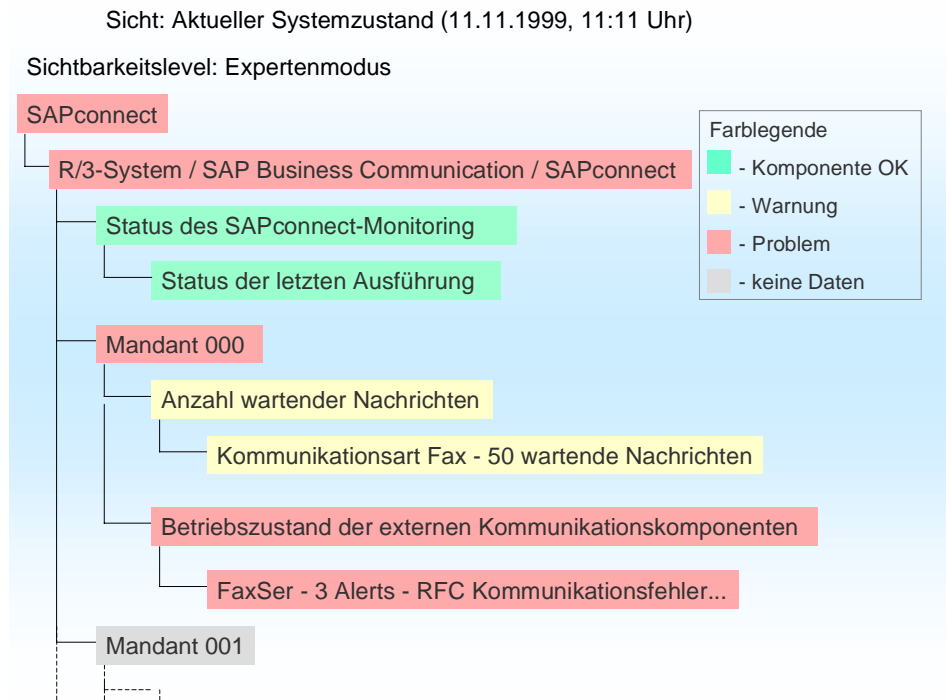 Sicht: Aktueller Systemzustand (11.11.1999, 11:11 Uhr)
Sichtbarkeitslevel: Expertenmodus
SAPconnect
R/3-System / SAP Business Communication / SAPconnect
Status des SAPconnect-Monitoring
Status der letzten Ausführung
Mandant 000
Anzahl wartender Nachrichten
Kommunikationsart Fax - 50 wartende Nachrichten
Betriebszustand der externen Kommunikationskomponenten
FaxSer - 3 Alerts - RFC Kommunikationsfehler...
Mandant 001
Farblegende
- Komponente OK
- Warnung
- Problem
- keine Daten